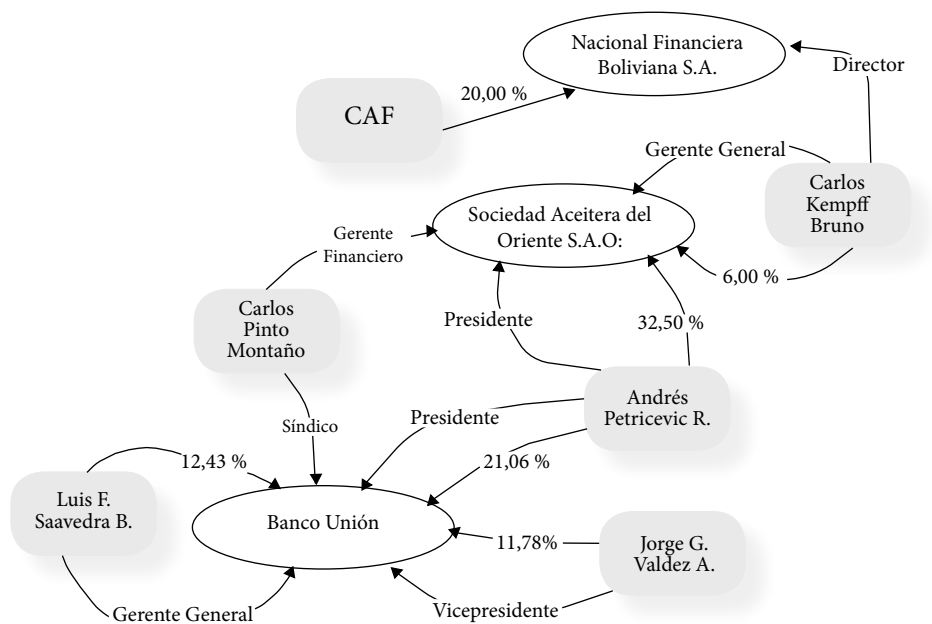 Nacional Financiera
Boliviana S.A.
Director
20,00 %
CAF
Gerente General
Carlos
Kempff
Bruno
Sociedad Aceitera del
Oriente S.A.O:
Gerente
Financiero
6,00 %
Carlos
Pinto
Montaño
Presidente
32,50 %
Andrés
Petricevic R.
Presidente
Síndico
21,06 %
12,43 %
Luis F.
Saavedra B.
Banco Unión
11,78%
Jorge G.
Valdez A.
Gerente General
Vicepresidente